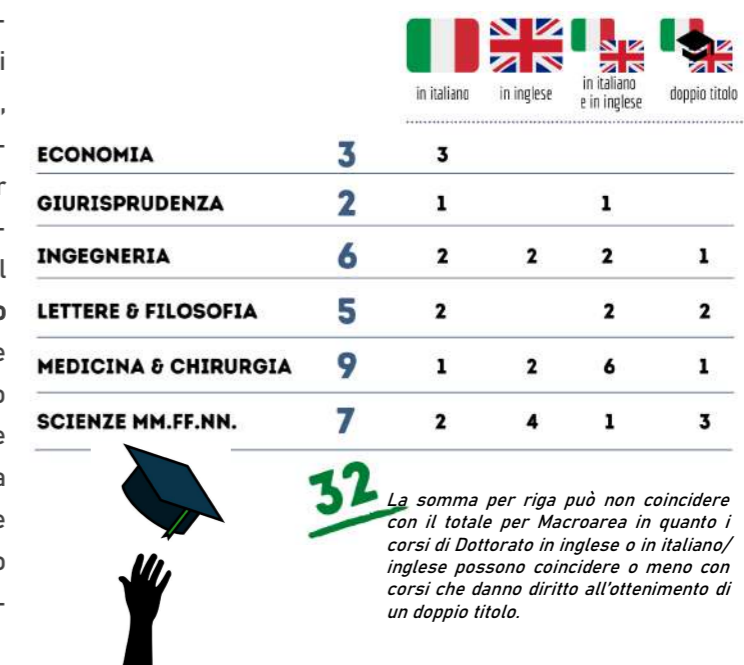 in italiano in inglese in italiano e in inglese doppio titolo
ECONOMIA 3 3
GIURISPRUDENZA 2 1 1
INGEGNERIA 6 2 2 2 1
LETTERE & FILOSOFIA 5 2 2 2
MEDICINA & CHIRURGIA 9 1 2 6 1
SCIENZE MM.FF.NN. 7 2 4 1 3
32
La somma per riga può non coincidere
con il totale per Macroarea in quanto i
corsi di Dottorato in inglese o in italiano/
inglese possono coincidere o meno con
corsi che danno diritto all'ottenimento di
un doppio titolo.